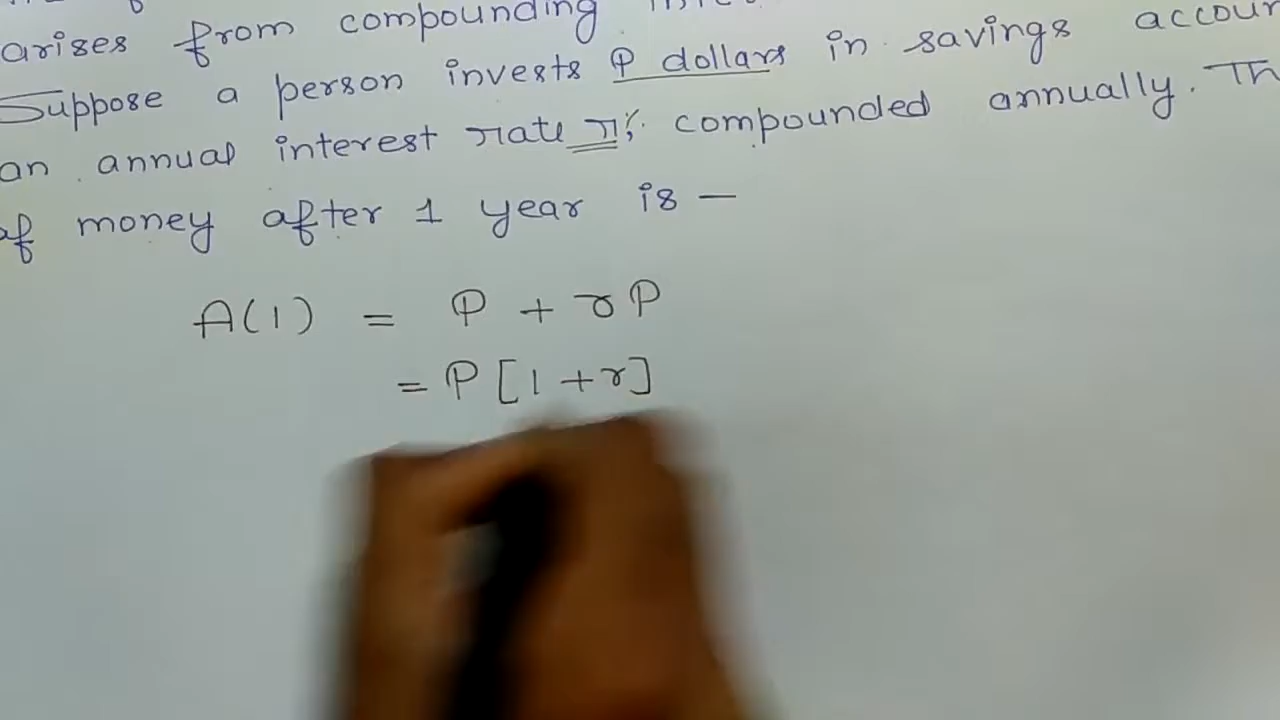 arises from compounding
Suppose a person invests P dollars in savings
an annual interest rate r% compounded annually.
of money after 1 year is —
A(1) = P + rP
= P[1+r]